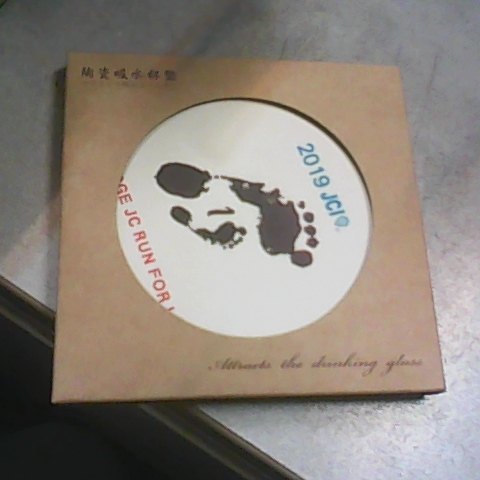 陶瓷吸水杯墊
2019 JCI
GE JC RUN FOR
Attracts the drinking glass